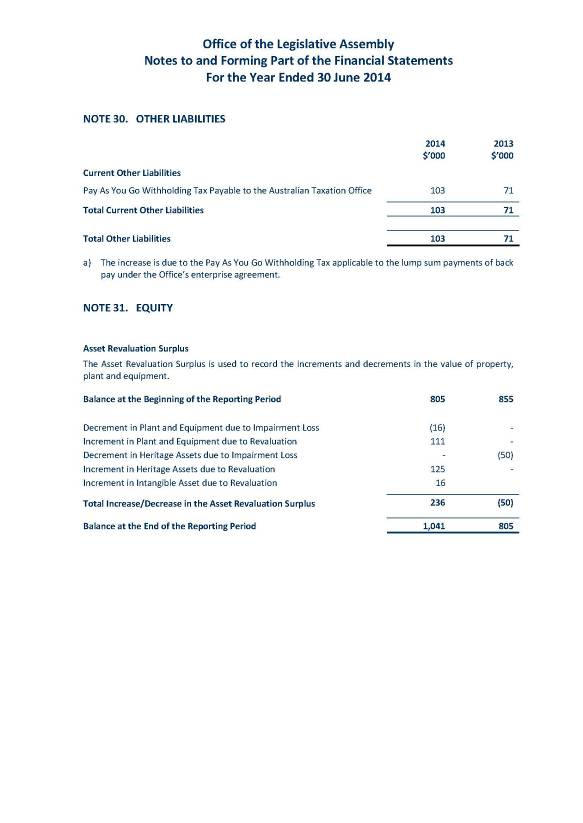 Office of the Legislative Assembly
Notes to and Forming Part of the Financial Statements
For the Year Ended 30 June 2014
NOTE 30. OTHER LIABILITIES
2014 2013
$'000 $'000
Current Other Liabilities
Pay As You Go Withholding Tax Payable to the Australian Taxation Office 103 71
Total Current Other Liabilities 103 71
Total Other Liabilities 103 71
a) The increase is due to the Pay As You Go Withholding Tax applicable to the lump sum payments of back
pay under the Office's enterprise agreement.
NOTE 31. EQUITY
Asset Revaluation Surplus
The Asset Revaluation Surplus is used to record the increments and decrements in the value of property,
plant and equipment.
Balance at the Beginning of the Reporting Period 805 855
Decrement in Plant and Equipment due to Impairment Loss (16) -
Increment in Plant and Equipment due to Revaluation 111 -
Decrement in Heritage Assets due to Impairment Loss - (50)
Increment in Heritage Assets due to Revaluation 125 -
Increment in Intangible Asset due to Revaluation 16
Total Increase/Decrease in the Asset Revaluation Surplus 236 (50)
Balance at the End of the Reporting Period 1,041 805